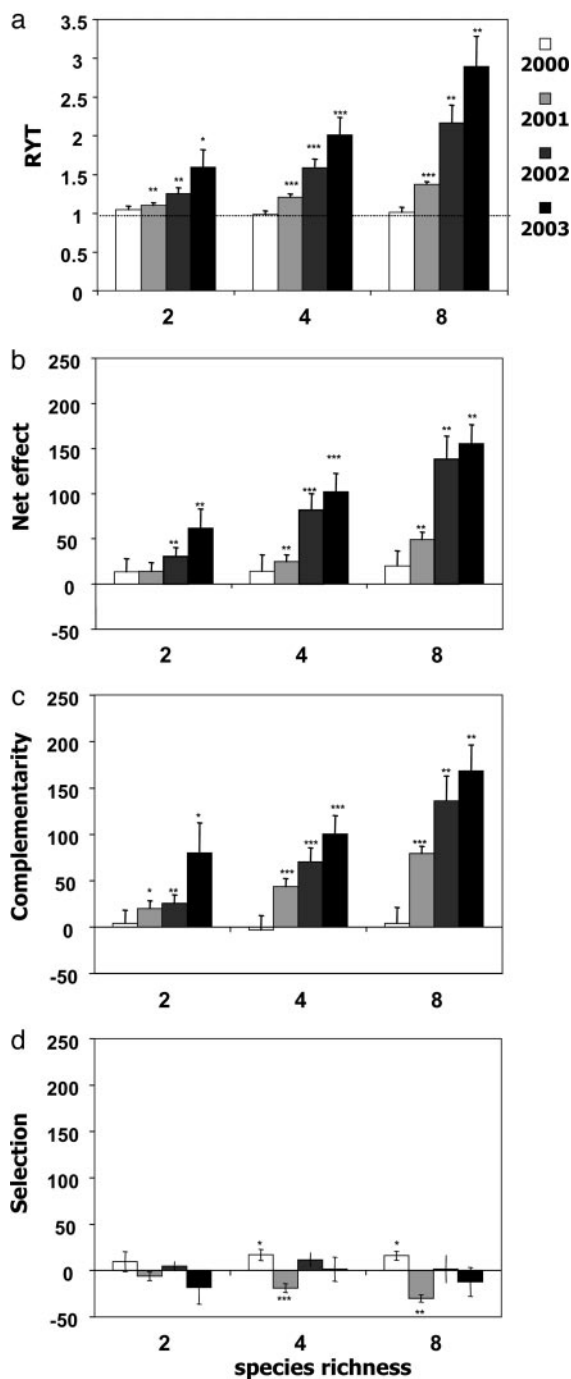 a
3.5
3
2.5
2
1.5
1
0.5
0
RYT
* ** ** *
*** *** ***
*** ** **
2 4 8
2000
2001
2002
2003
b
250
200
150
100
50
0
-50
Net effect
** **
** *** ***
** ** **
2 4 8
c
250
200
150
100
50
0
-50
Complementarity
* ** *
*** *** ***
*** ** **
2 4 8
d
250
200
150
100
50
0
-50
Selection
* *
*** **
2 4 8
species richness